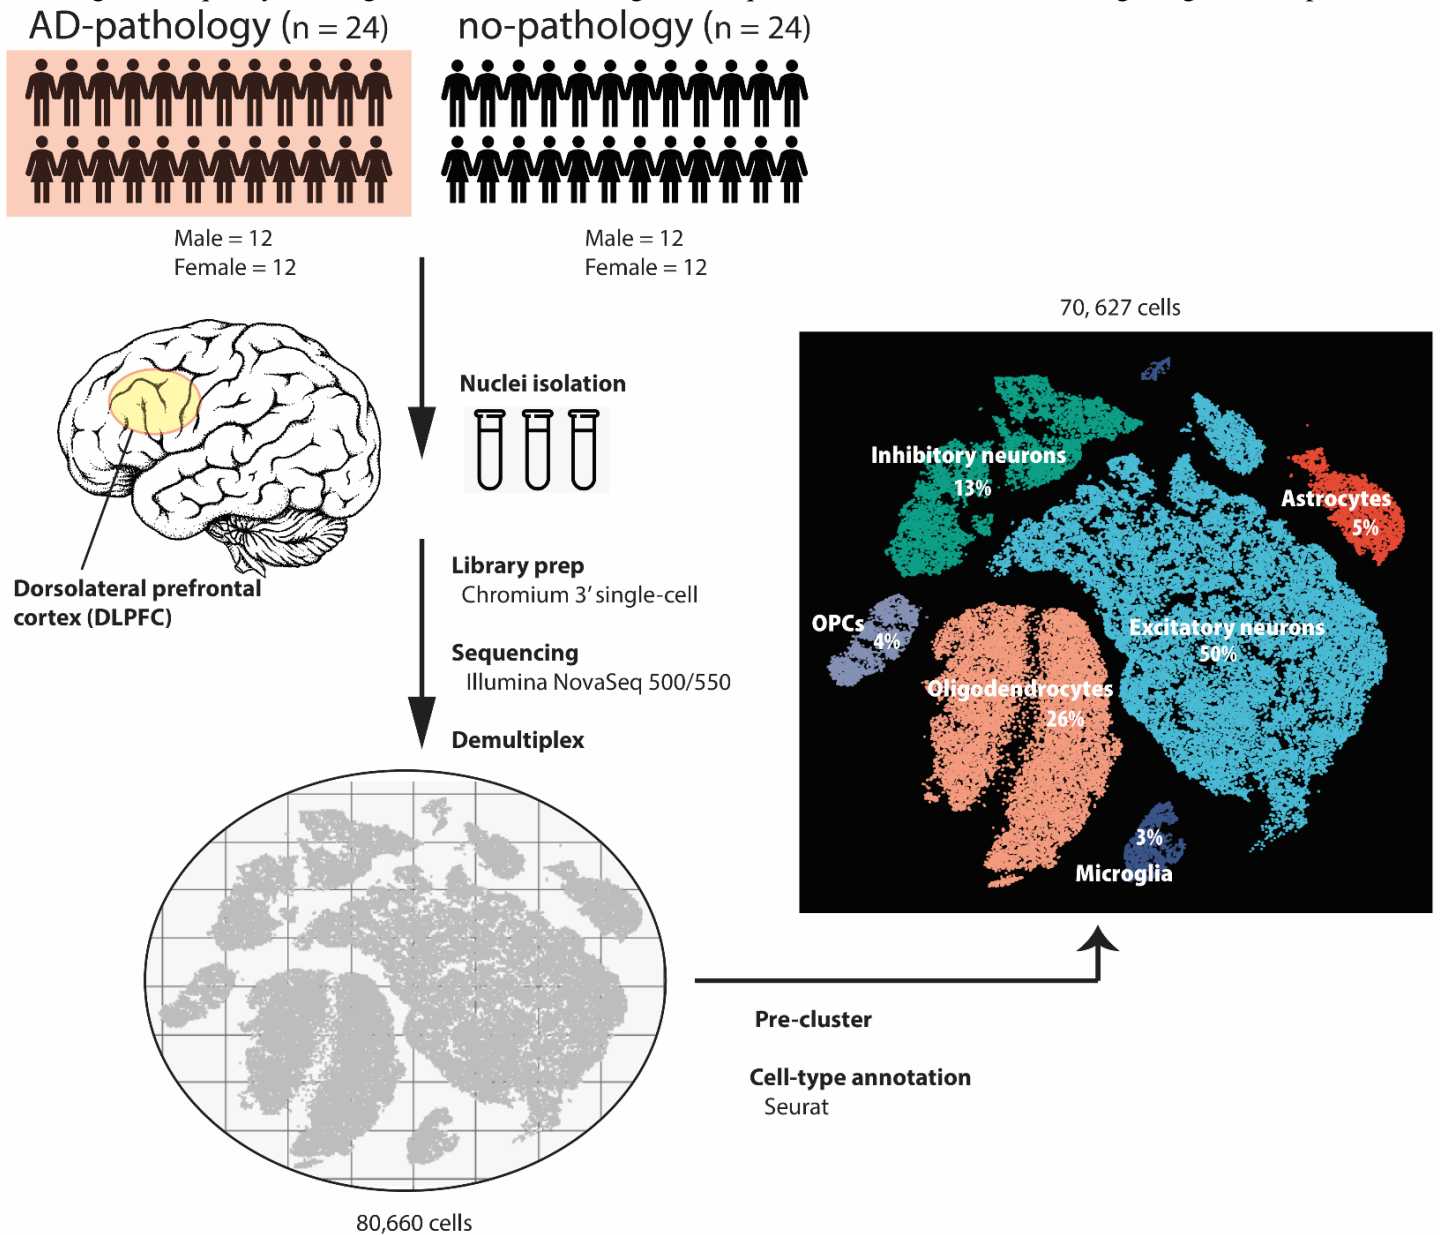 AD-pathology (n = 24)
no-pathology (n = 24)
Male = 12
Female = 12
Male = 12
Female = 12
Nuclei isolation
Dorsolateral prefrontal
cortex (DLPFC)
Library prep
Chromium 3’ single-cell
Sequencing
Illumina NovaSeq 500/550
Demultiplex
80,660 cells
Pre-cluster
Cell-type annotation
Seurat
70, 627 cells
Inhibitory neurons
13%
Astrocytes
5%
OPCs
4%
Excitatory neurons
50%
Oligodendrocytes
26%
3%
Microglia